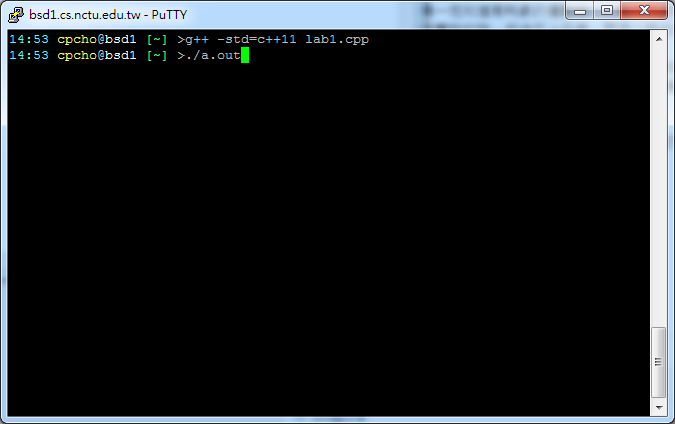 bsd1.cs.nctu.edu.tw - PuTTY
14:53 cpcho@bsd1 [~] >g++ -std=c++11 lab1.cpp
14:53 cpcho@bsd1 [~] >./a.out